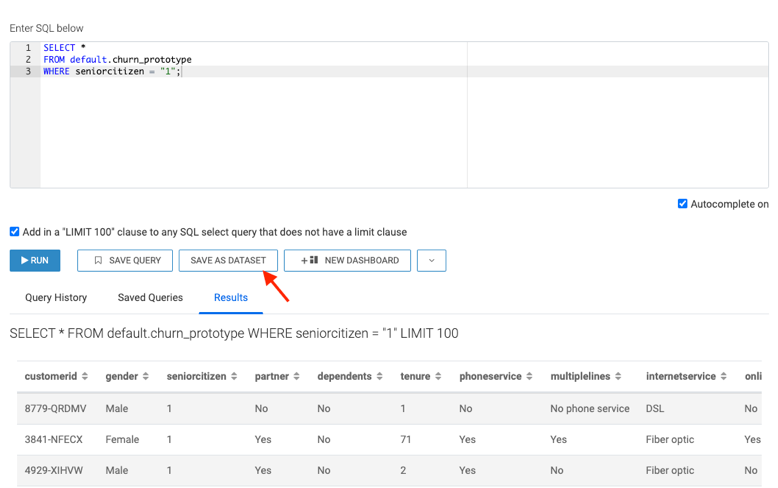 Enter SQL below
1 SELECT *
2 FROM default.churn_prototype
3 WHERE seniorcitizen = "1";
Autocomplete on
Add in a "LIMIT 100" clause to any SQL select query that does not have a limit clause
RUN SAVE QUERY SAVE AS DATASET + NEW DASHBOARD
Query History Saved Queries Results
SELECT * FROM default.churn_prototype WHERE seniorcitizen = "1" LIMIT 100
customerid gender seniorcitizen partner dependents tenure phoneservice multiplelines internetservice onli
8779-QRDMV Male 1 No No 1 No No phone service DSL No
3841-NFECX Female 1 Yes No 71 Yes Yes Fiber optic Yes
4929-XIHVW Male 1 Yes No 2 Yes No Fiber optic No